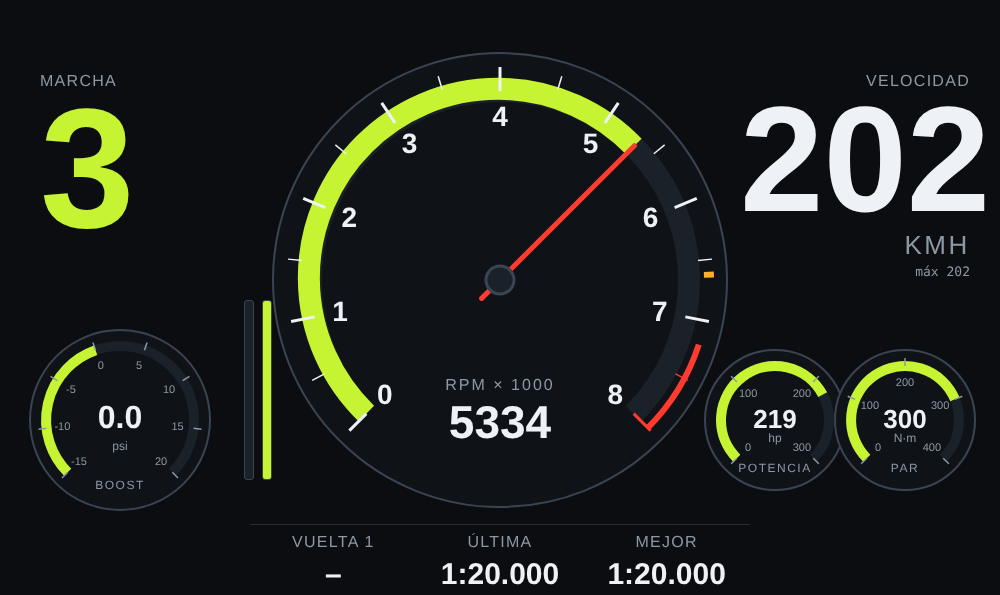 MARCHA
3
VELOCIDAD
202
KMH
máx 202
0
1
2
3
4
5
6
7
8
RPM × 1000
5334
-15
-10
-5
0
5
10
15
20
0.0
psi
BOOST
0
100
200
300
219
hp
POTENCIA
0
100
200
300
400
300
N·m
PAR
VUELTA 1 ÚLTIMA MEJOR
– 1:20.000 1:20.000